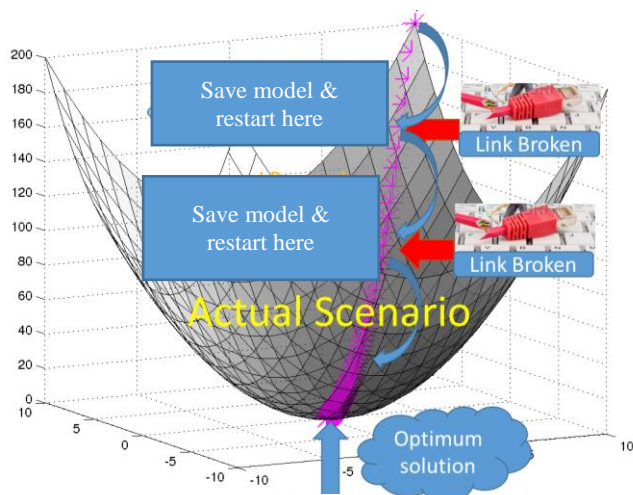 200
180
160
140
120
100
80
60
40
20
0
Save model &
restart here
Link Broken
Save model &
restart here
Link Broken
Actual Scenario
Optimum
solution
10
5
0
-5
-10
-10
-5
10